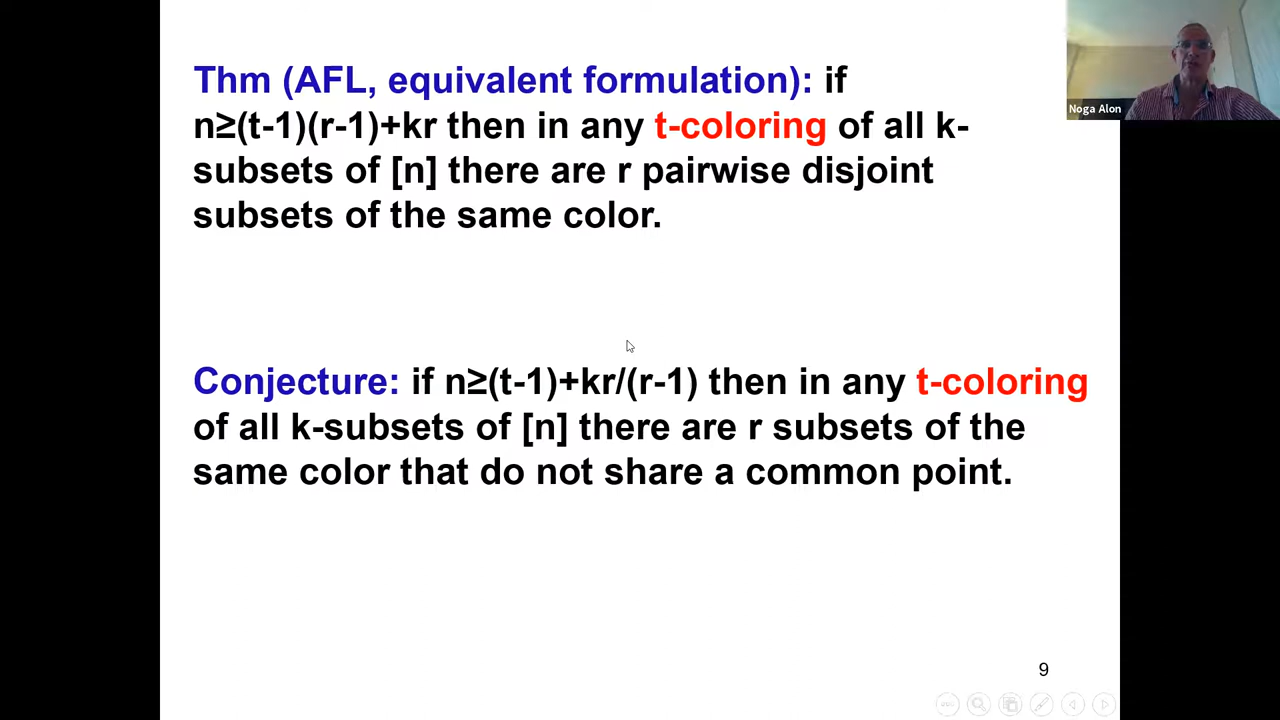 Thm (AFL, equivalent formulation): if
n≥(t-1)(r-1)+kr then in any t-coloring of all k-
subsets of [n] there are r pairwise disjoint
subsets of the same color.
Noga Alon
Conjecture: if n≥(t-1)+kr/(r-1) then in any t-coloring
of all k-subsets of [n] there are r subsets of the
same color that do not share a common point.
9